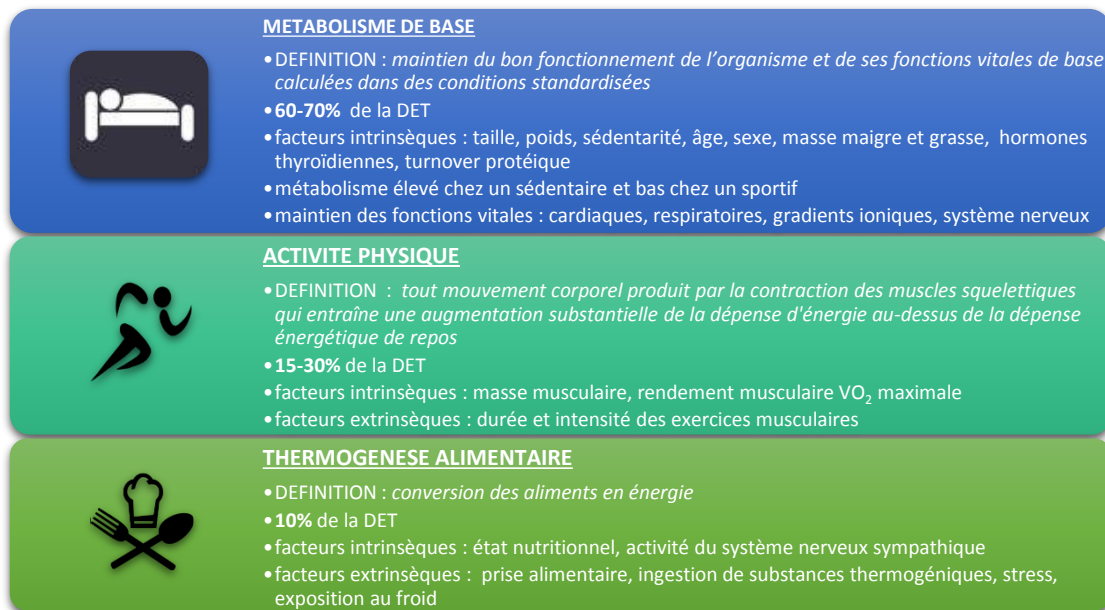 METABOLISME DE BASE
•DEFINITION : maintien du bon fonctionnement de l'organisme et de ses fonctions vitales de base
calculées dans des conditions standardisées
•60-70% de la DET
•facteurs intrinsèques : taille, poids, sédentarité, âge, sexe, masse maigre et grasse, hormones
thyroïdiennes, turnover protéique
•métabolisme élevé chez un sédentaire et bas chez un sportif
•maintien des fonctions vitales : cardiaques, respiratoires, gradients ioniques, système nerveux
ACTIVITE PHYSIQUE
•DEFINITION : tout mouvement corporel produit par la contraction des muscles squelettiques
qui entraîne une augmentation substantielle de la dépense d'énergie au-dessus de la dépense
énergétique de repos
•15-30% de la DET
•facteurs intrinsèques : masse musculaire, rendement musculaire VO₂ maximale
•facteurs extrinsèques : durée et intensité des exercices musculaires
THERMOGENESE ALIMENTAIRE
•DEFINITION : conversion des aliments en énergie
•10% de la DET
•facteurs intrinsèques : état nutritionnel, activité du système nerveux sympathique
•facteurs extrinsèques : prise alimentaire, ingestion de substances thermogéniques, stress,
exposition au froid